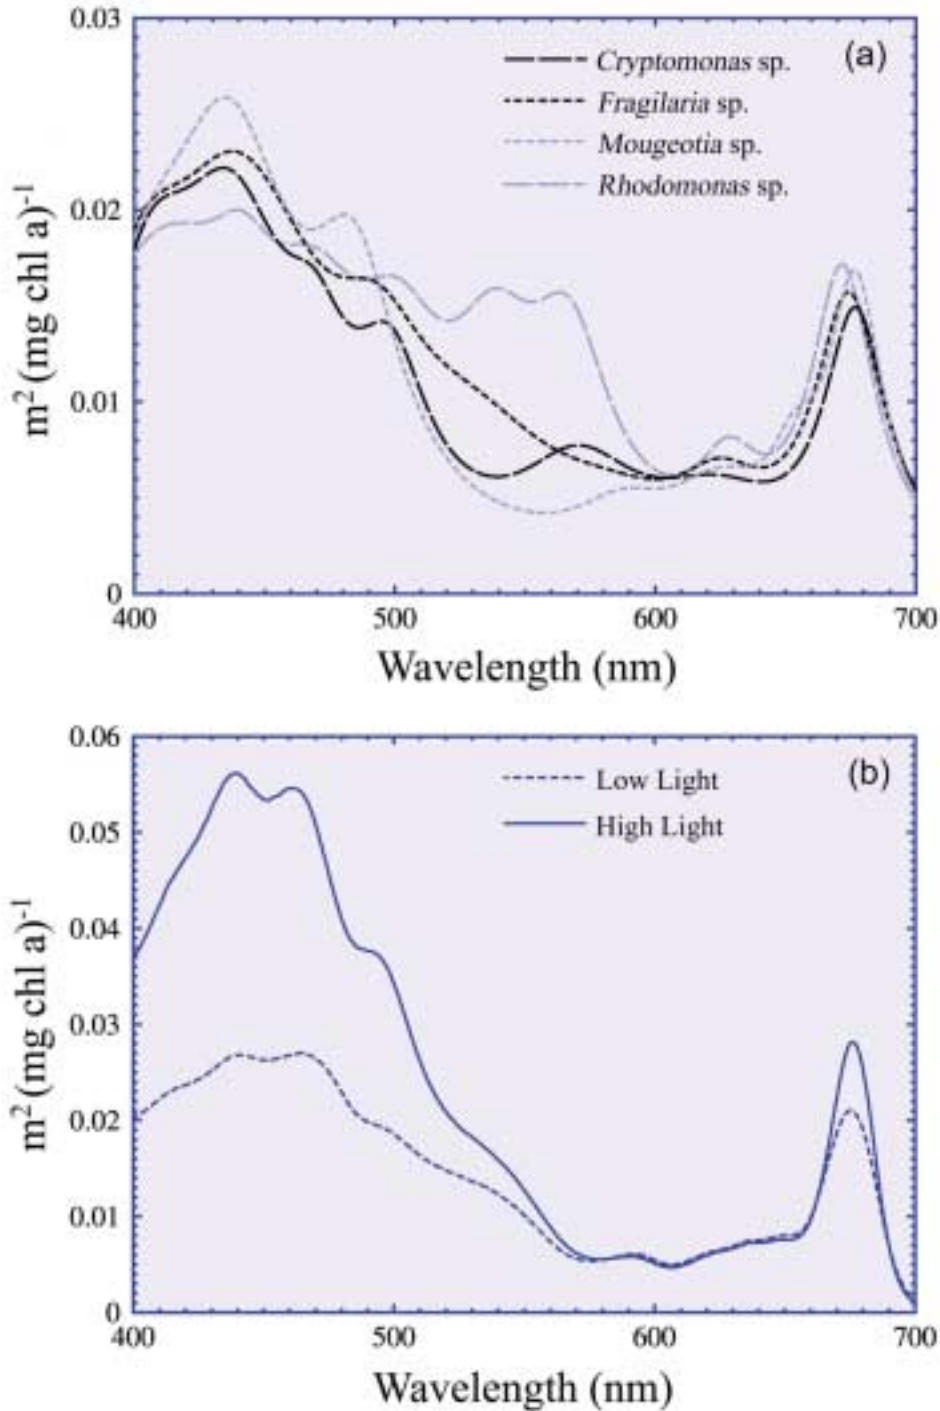 0.03
(a)
Cryptomonas sp.
Fragilaria sp.
Mougeotia sp.
Rhodomonas sp.
0.02
0.01
0
m² (mg chl a)⁻¹
400 500 600 700
Wavelength (nm)
0.06
(b)
Low Light
High Light
0.05
0.04
0.03
0.02
0.01
0
m² (mg chl a)⁻¹
400 500 600 700
Wavelength (nm)